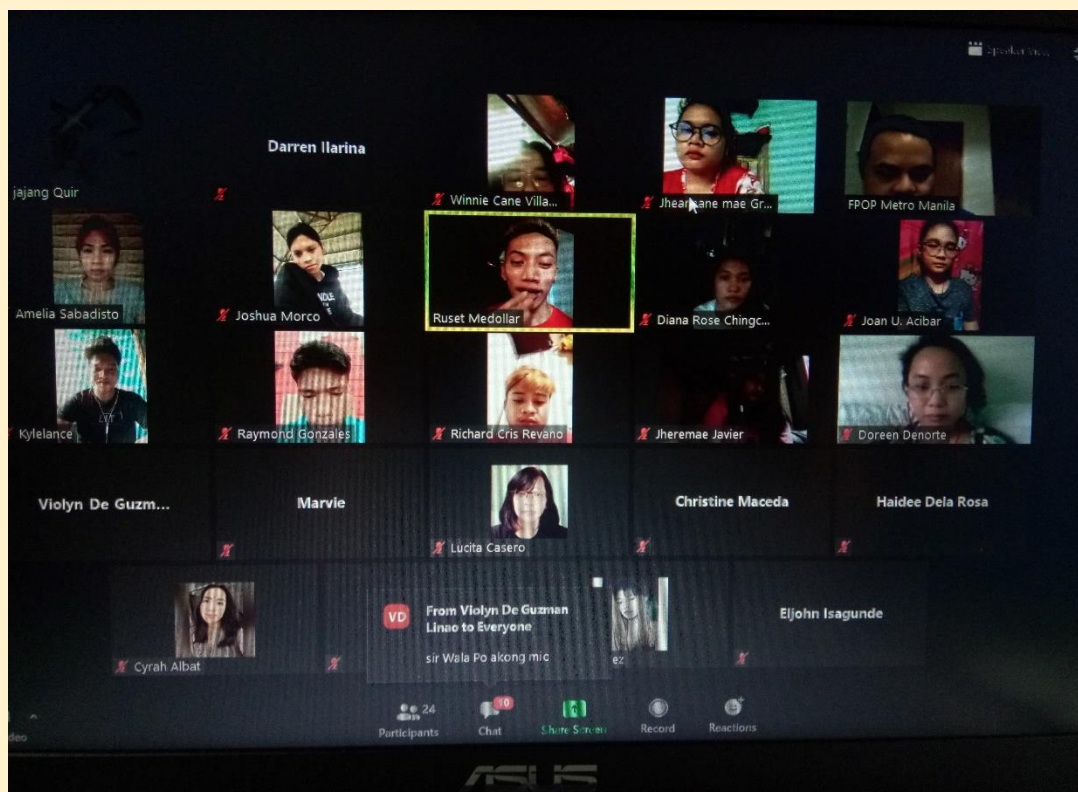 Speaker View
jajang Quir
Darren Ilarina
Winnie Cane Villa...
Jhearzane mae Gr...
FPOP Metro Manila
Amelia Sabadisto
Joshua Morco
Ruset Medollar
Diana Rose Chingc...
Joan U. Acibar
Kylelance
Raymond Gonzales
Richard Cris Revano
Jheremae Javier
Doreen Denorte
Violyn De Guzm...
Marvie
Lucita Casero
Christine Maceda
Haidee Dela Rosa
Cyrah Albat
VD
From Violyn De Guzman
Linao to Everyone
sir Wala Po akong mic
ez
Eljohn Isagunde
24
Participants
10
Chat
Share Screen
Record
Reactions
ASUS